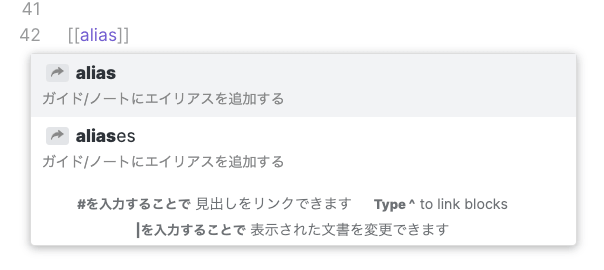 41
42 [[alias]]
alias
ガイド/ノートにエイリアスを追加する
aliases
ガイド/ノートにエイリアスを追加する
#を入力することで 見出しをリンクできます Type ^ to link blocks
|を入力することで 表示された文書を変更できます